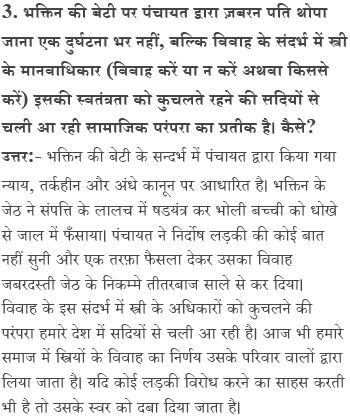 3. भक्तिन की बेटी पर पंचायत द्वारा ज़बरन पति थोपा
जाना एक दुर्घटना भर नहीं, बल्कि विवाह के संदर्भ में स्त्री
के मानवाधिकार (विवाह करें या न करें अथवा किससे
करें) इसकी स्वतंत्रता को कुचलते रहने की सदियों से
चली आ रही सामाजिक परंपरा का प्रतीक है। कैसे?
उत्तर:- भक्तिन की बेटी के सन्दर्भ में पंचायत द्वारा किया गया
न्याय, तर्कहीन और अंधे कानून पर आधारित है। भक्तिन के
जेठ ने संपत्ति के लालच में षडयंत्र कर भोली बच्ची को धोखे
से जाल में फँसाया। पंचायत ने निर्दोष लड़की की कोई बात
नहीं सुनी और एक तरफ़ा फैसला देकर उसका विवाह
जबरदस्ती जेठ के निकम्मे तीतरबाज साले से कर दिया।
विवाह के इस संदर्भ में स्त्री के अधिकारों को कुचलने की
परंपरा हमारे देश में सदियों से चली आ रही है। आज भी हमारे
समाज में स्त्रियों के विवाह का निर्णय उसके परिवार वालों द्वारा
लिया जाता है। यदि कोई लड़की विरोध करने का साहस करती
भी है तो उसके स्वर को दबा दिया जाता है।